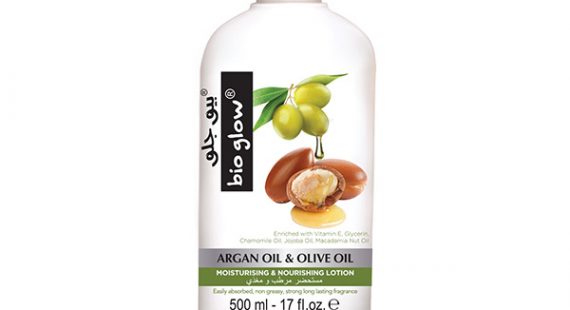 بيو جلو®
bio glow®
Enriched with Vitamin E, Glycerin,
Chamomile Oil, Jojoba Oil, Macadamia Nut Oil
ARGAN OIL & OLIVE OIL
MOISTURISING & NOURISHING LOTION
مستحضر مرطب و مغذي
Easily absorbed, non greasy, strong long lasting fragrance
500 ml - 17 fl.oz. ℮